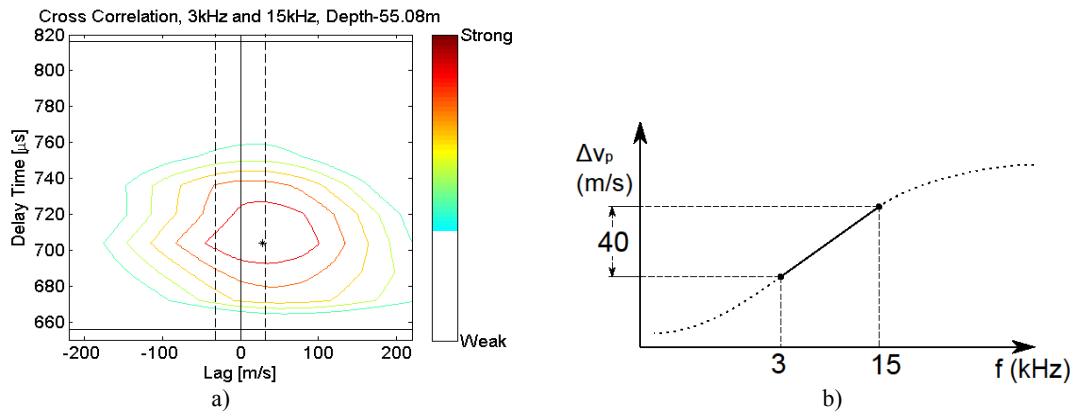 Cross Correlation, 3kHz and 15kHz, Depth-55.08m
820
800
780
760
740
720
700
680
660
Delay Time [μs]
-200
-100
0
100
200
Lag [m/s]
Strong
Weak
a)
Δvₚ
(m/s)
40
3
15
f (kHz)
b)